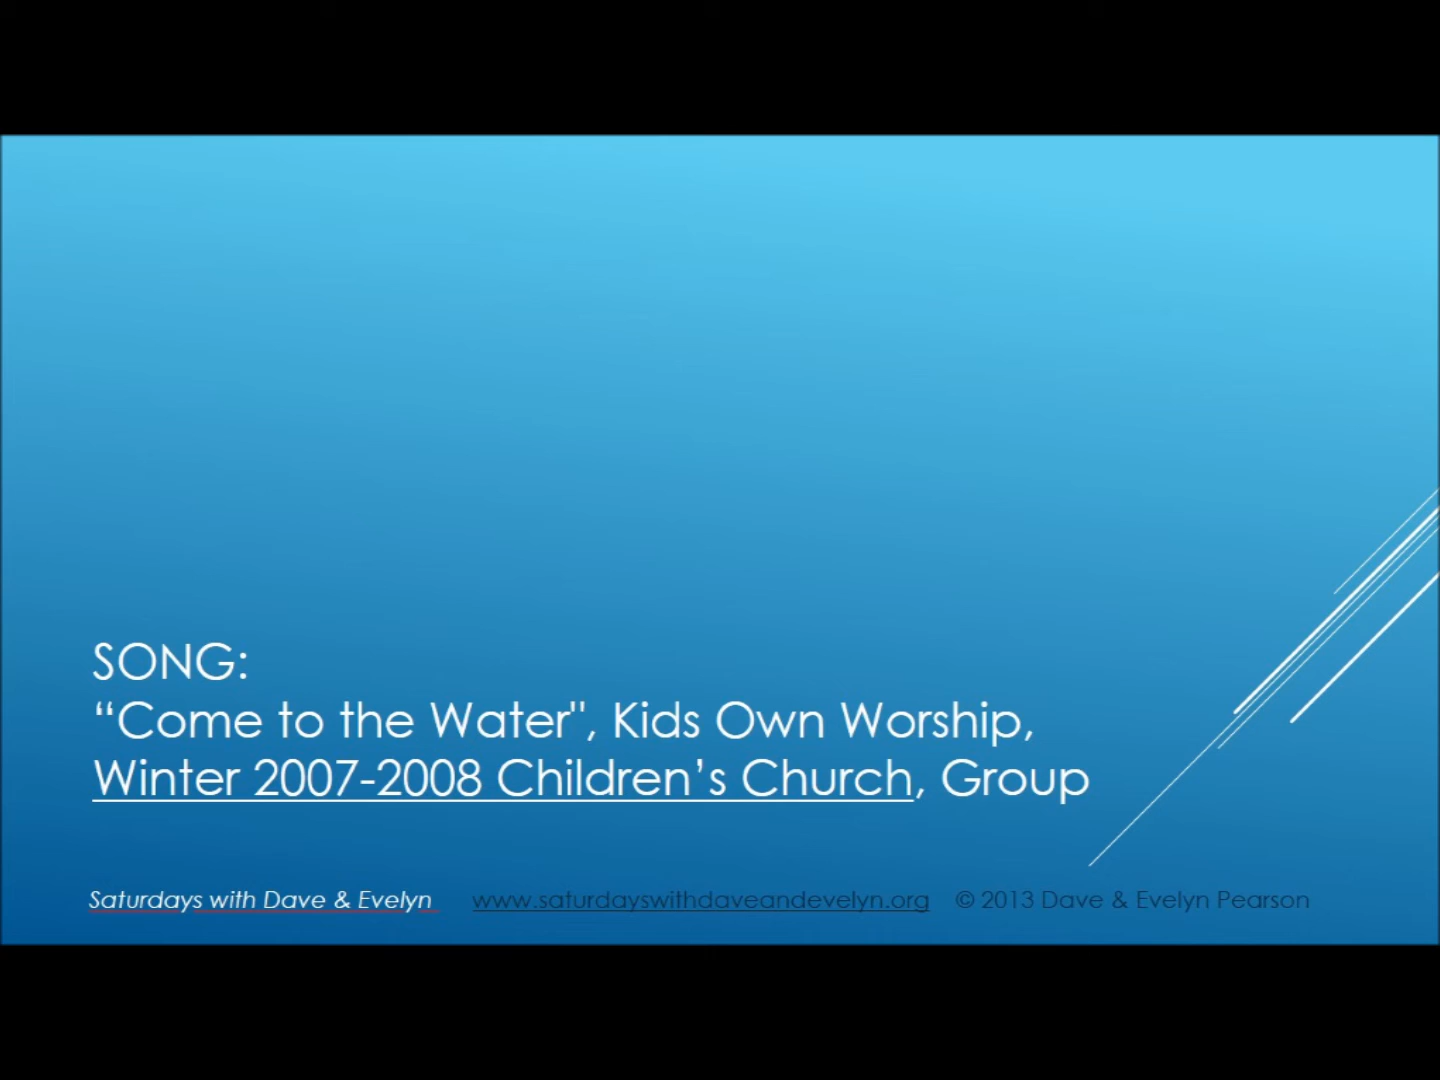 SONG:
“Come to the Water", Kids Own Worship,
Winter 2007-2008 Children’s Church, Group
Saturdays with Dave & Evelyn www.saturdayswithdaveandevelyn.org © 2013 Dave & Evelyn Pearson